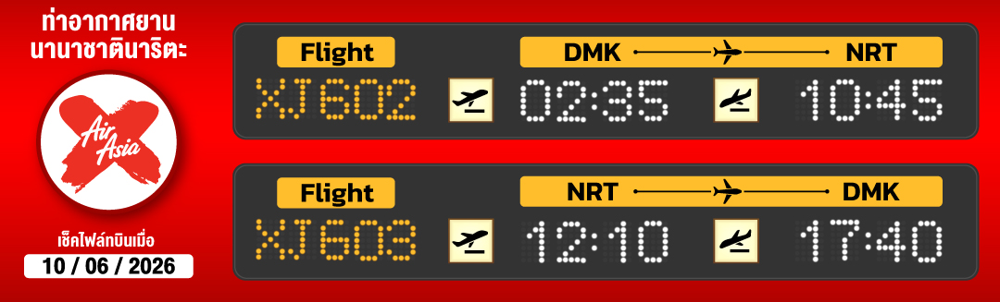 ท่าอากาศยาน
นานาชาตินาริตะ
Air
Asia
เช็คไฟล์ทบินเมื่อ
10 / 06 / 2026
Flight
DMK NRT
XJ602 02:35 10:45
Flight
NRT DMK
XJ603 12:10 17:40